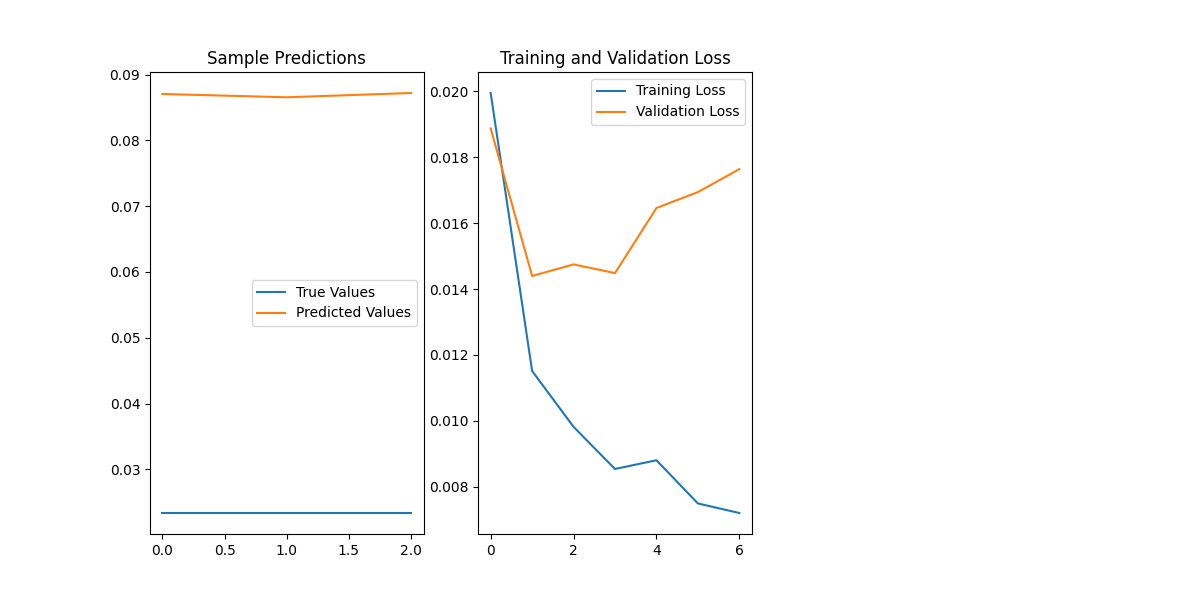 Sample Predictions
0.09
0.08
0.07
0.06
0.05
0.04
0.03
True Values
Predicted Values
0.0 0.5 1.0 1.5 2.0
Training and Validation Loss
0.020
0.018
0.016
0.014
0.012
0.010
0.008
Training Loss
Validation Loss
0 2 4 6